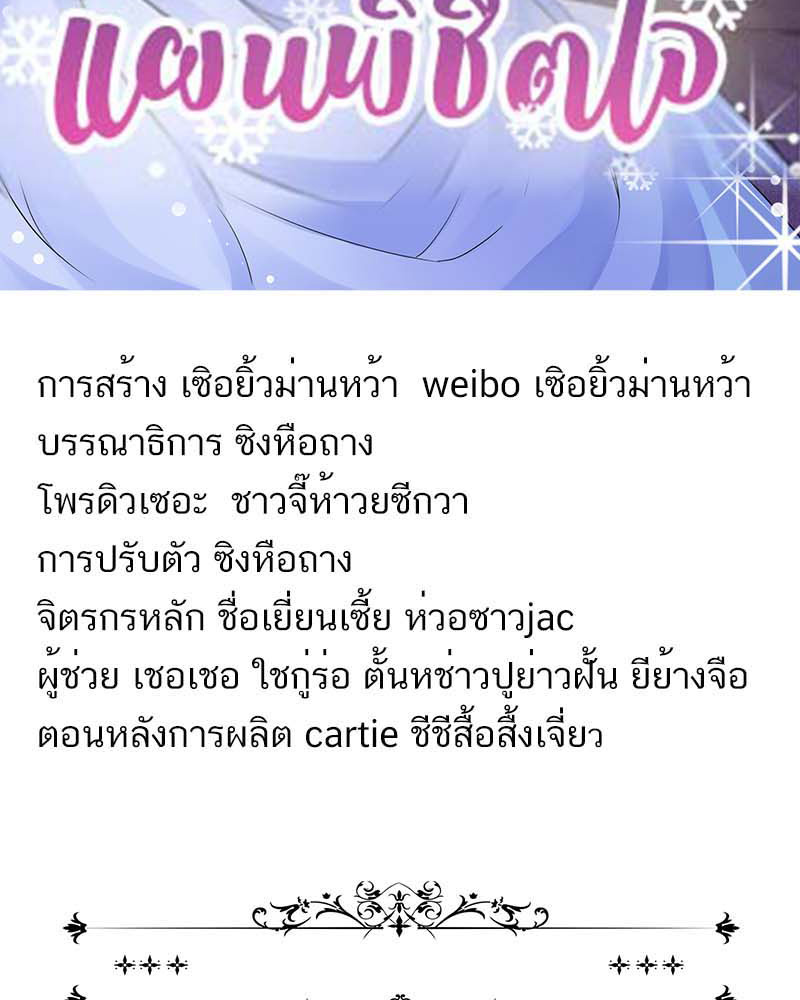 แผนพิชิตใจ
การสร้าง เซิอยิ้วม่านหว้า weibo เซิอยิ้วม่านหว้า
บรรณาธิการ ซิงหือถาง
โพรดิวเซอะ ชาวจี๊ห้าวยซีกวา
การปรับตัว ซิงหือถาง
จิตรกรหลัก ชื่อเยี่ยนเซี้ย ห่วอซาวjac
ผู้ช่วย เชอเชอ ใชกู่ร่อ ตั้นหช่าวปูย่าวฝั้น ยีย้างจือ
ตอนหลังการผลิต cartie ชีชีสื้อสิ้งเจี่ยว